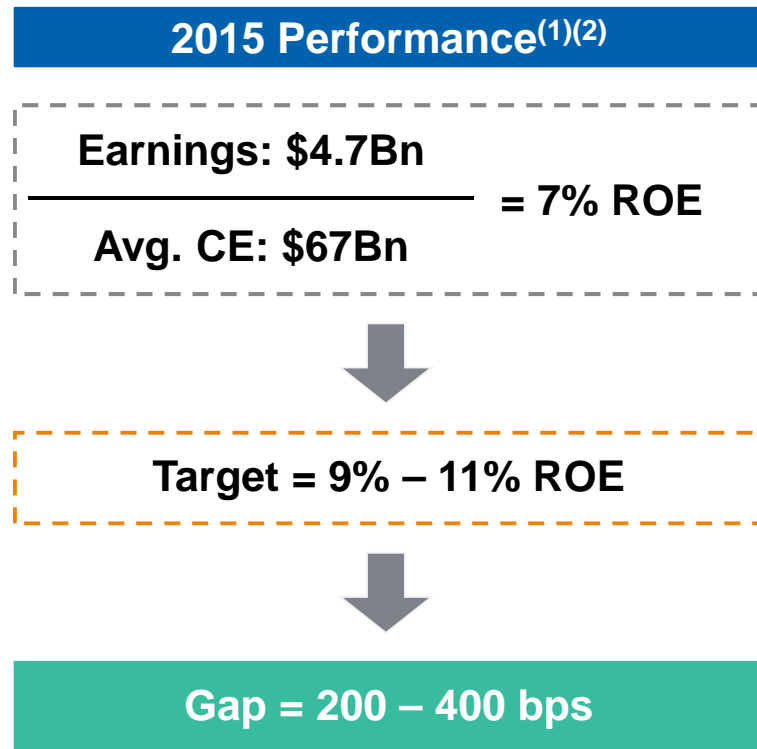 2015 Performance(1)(2)
Earnings: $4.7Bn
= 7% ROE
Avg. CE: $67Bn
Target = 9% – 11% ROE
Gap = 200 – 400 bps